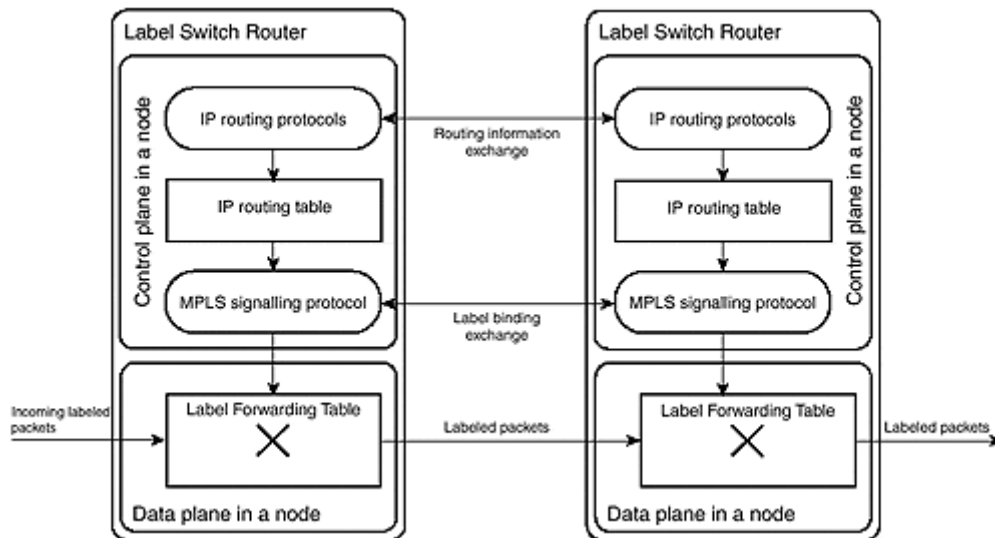 Label Switch Router
Control plane in a node
IP routing protocols
IP routing table
MPLS signalling protocol
Label Forwarding Table
Data plane in a node
Incoming labeled
packets
Routing information
exchange
Label binding
exchange
Labeled packets
Label Switch Router
IP routing protocols
IP routing table
MPLS signalling protocol
Control plane in a node
Label Forwarding Table
Data plane in a node
Labeled packets